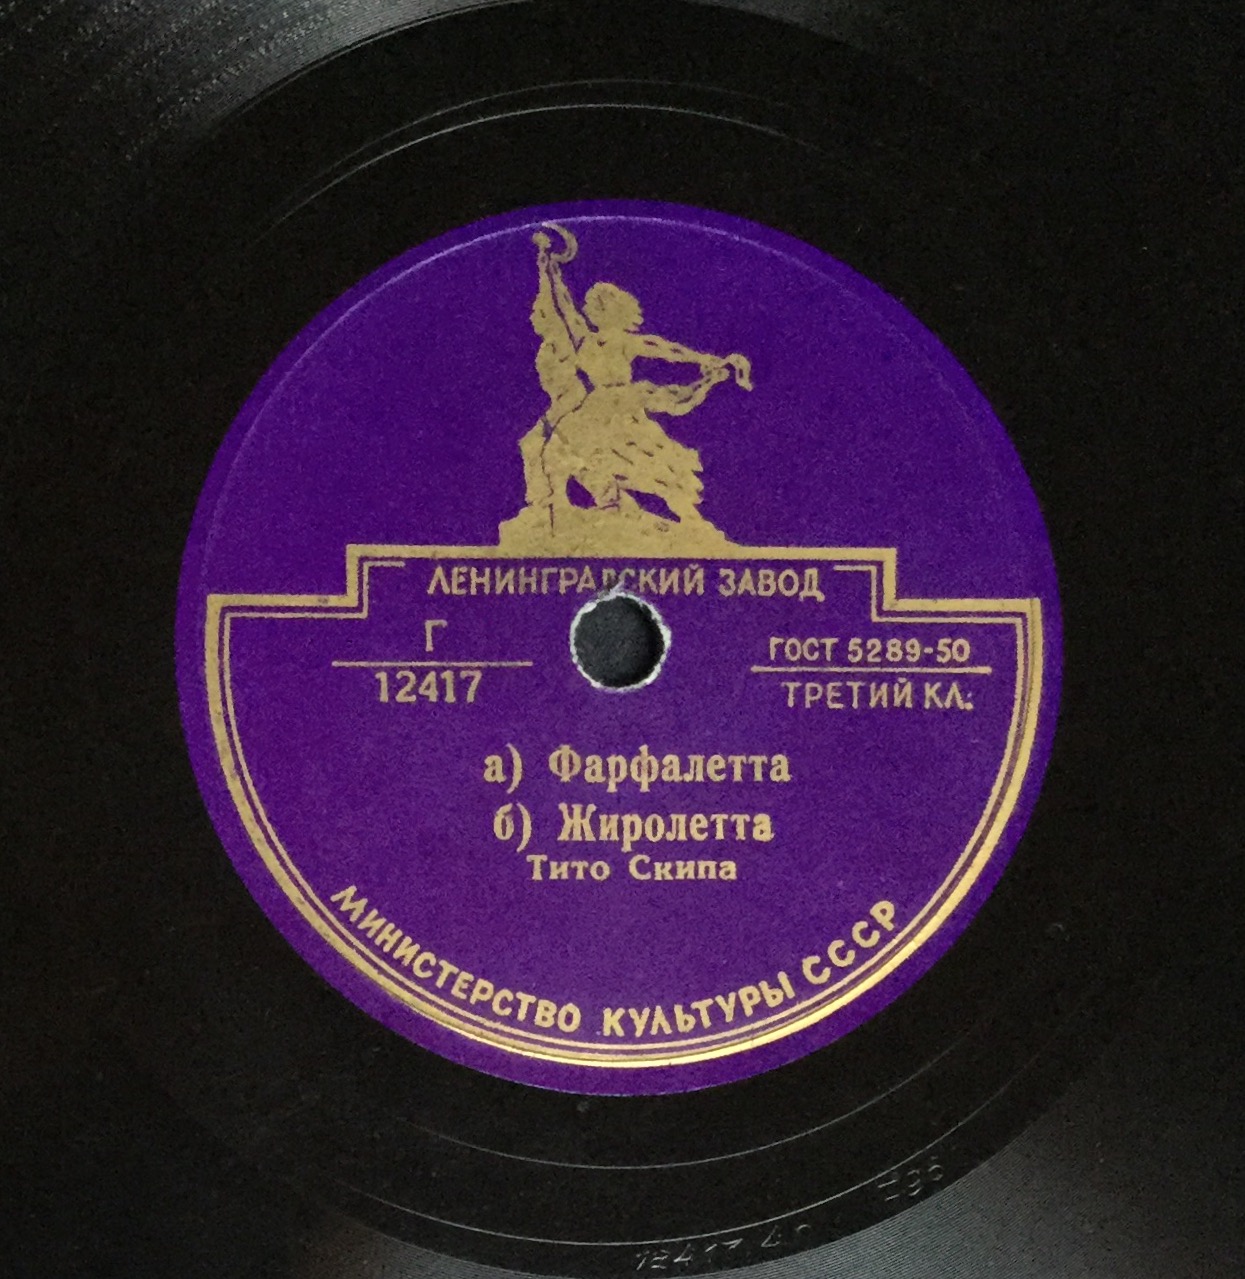 ЛЕНИНГРАДСКИЙ ЗАВОД
Г
12417
ГОСТ 5289-50
ТРЕТИЙ КЛ.
а) Фарфалетта
б) Жиролетта
Тито Скипа
МИНИСТЕРСТВО КУЛЬТУРЫ СССР